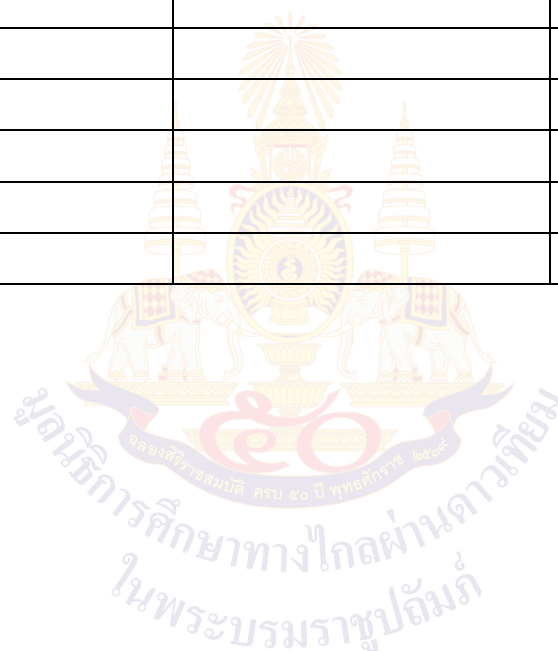 ๕๐
ฉลองสิริราชสมบัติ ครบ ๕๐ ปี พุทธศักราช ๒๕๓๙
มูลนิธิการศึกษาทางไกลผ่านดาวเทียม
ในพระบรมราชูปถัมภ์